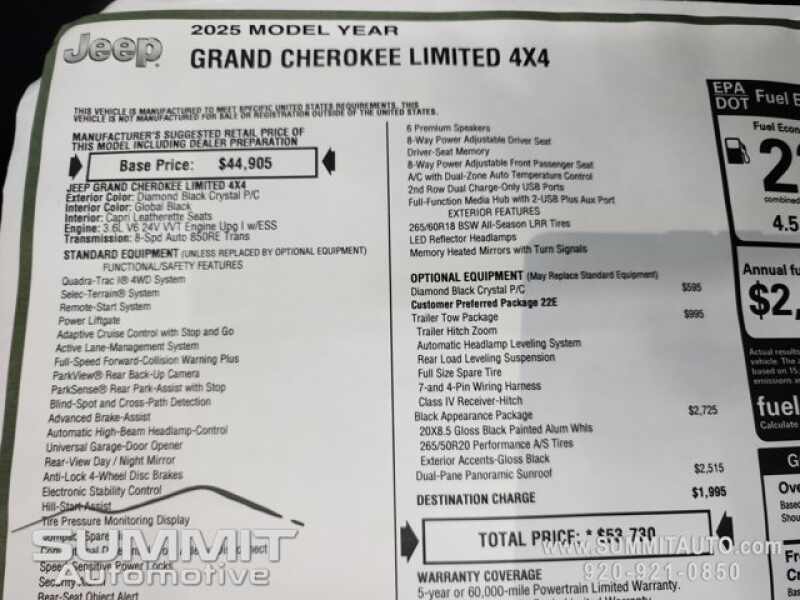 Jeep
2025 MODEL YEAR
GRAND CHEROKEE LIMITED 4X4
THIS VEHICLE IS MANUFACTURED TO MEET SPECIFIC UNITED STATES REQUIREMENTS. THIS
VEHICLE IS NOT MANUFACTURED FOR SALE OR REGISTRATION OUTSIDE OF THE UNITED STATES.
MANUFACTURER'S SUGGESTED RETAIL PRICE OF
THIS MODEL INCLUDING DEALER PREPARATION
Base Price: $44,905
JEEP GRAND CHEROKEE LIMITED 4X4
Exterior Color: Diamond Black Crystal P/C
Interior Color: Global Black
Interior: Capri Leatherette Seats
Engine: 3.6L V6 24V VVT Engine Upg I w/ESS
Transmission: 8-Spd Auto 850RE Trans
STANDARD EQUIPMENT (UNLESS REPLACED BY OPTIONAL EQUIPMENT)
FUNCTIONAL/SAFETY FEATURES
Quadra-Trac I® 4WD System
Selec-Terrain® System
Remote-Start System
Power Liftgate
Adaptive Cruise Control with Stop and Go
Active Lane-Management System
Full-Speed Forward-Collision Warning Plus
ParkView® Rear Back-Up Camera
ParkSense® Rear Park-Assist with Stop
Blind-Spot and Cross-Path Detection
Advanced Brake-Assist
Automatic High-Beam Headlamp-Control
Universal Garage-Door Opener
Rear-View Day / Night Mirror
Anti-Lock 4-Wheel Disc Brakes
Electronic Stability Control
Hill-Start Assist
Tire Pressure Monitoring Display
Compact Spare
Speed Sensitive Power Locks
Security
Rear-Seat Object Alert
6 Premium Speakers
8-Way Power Adjustable Driver Seat
Driver-Seat Memory
8-Way Power Adjustable Front Passenger Seat
A/C with Dual-Zone Auto Temperature Control
2nd Row Dual Charge-Only USB Ports
Full-Function Media Hub with 2-USB Plus Aux Port
EXTERIOR FEATURES
265/60R18 BSW All-Season LRR Tires
LED Reflector Headlamps
Memory Heated Mirrors with Turn Signals
OPTIONAL EQUIPMENT (May Replace Standard Equipment)
Diamond Black Crystal P/C $595
Customer Preferred Package 22E
Trailer Tow Package $995
Trailer Hitch Zoom
Automatic Headlamp Leveling System
Rear Load Leveling Suspension
Full Size Spare Tire
7-and 4-Pin Wiring Harness
Class IV Receiver-Hitch
Black Appearance Package $2,725
20X8.5 Gloss Black Painted Alum Whls
265/50R20 Performance A/S Tires
Exterior Accents-Gloss Black
Dual-Pane Panoramic Sunroof $2,515
DESTINATION CHARGE $1,995
TOTAL PRICE: * $53,730
WARRANTY COVERAGE
5-year or 60,000-mile Powertrain Limited Warranty.
EPA
DOT Fuel E
Fuel Econ
combined
4.5
Annual fu
$2,
Actual results
vehicle. The
based on 15,
emissions a
fuel
Calculate
Ove
Based
Shou
Fr
Cr
Based
SUMMIT
Automotive
WWW.SUMMITAUTO.COM
920-921-0850